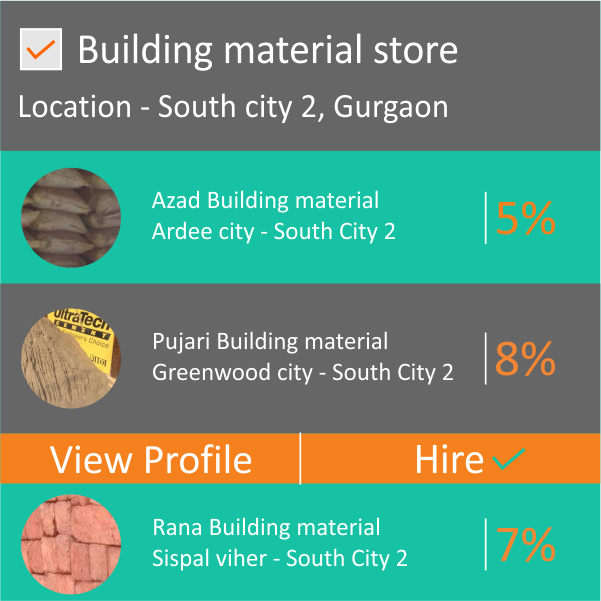 Building material store
Location - South city 2, Gurgaon
Azad Building material
Ardee city - South City 2
5%
UltraTech
CEMENT
Choice
Pujari Building material
Greenwood city - South City 2
8%
View Profile
Hire
Rana Building material
Sispal viher - South City 2
7%